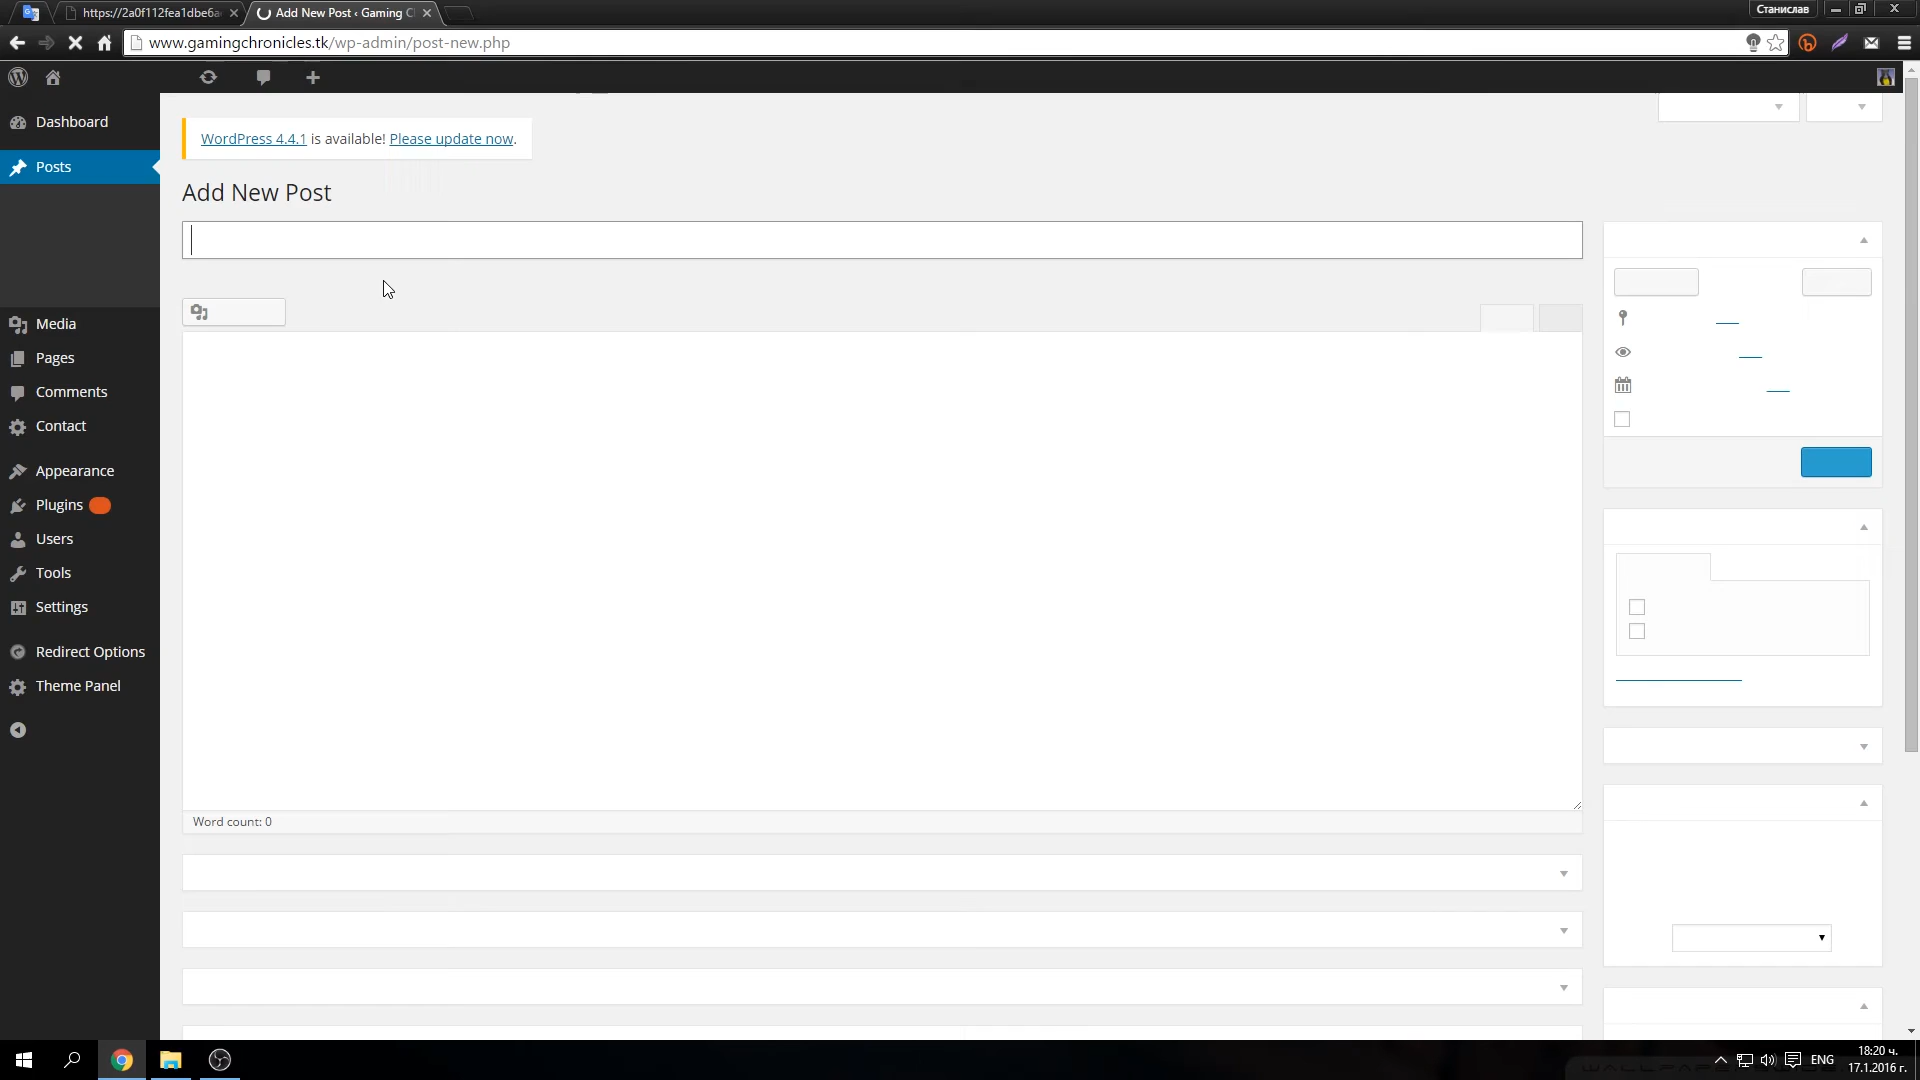 https://2a0f112fea1dbe6a
Add New Post ‹ Gaming C
Станислав
www.gamingchronicles.tk/wp-admin/post-new.php
Dashboard
WordPress 4.4.1 is available! Please update now.
Posts
Add New Post
Media
Pages
Comments
Contact
Appearance
Plugins
Users
Tools
Settings
Redirect Options
Theme Panel
Word count: 0
ENG
18:20 ч.
17.1.2016 г.